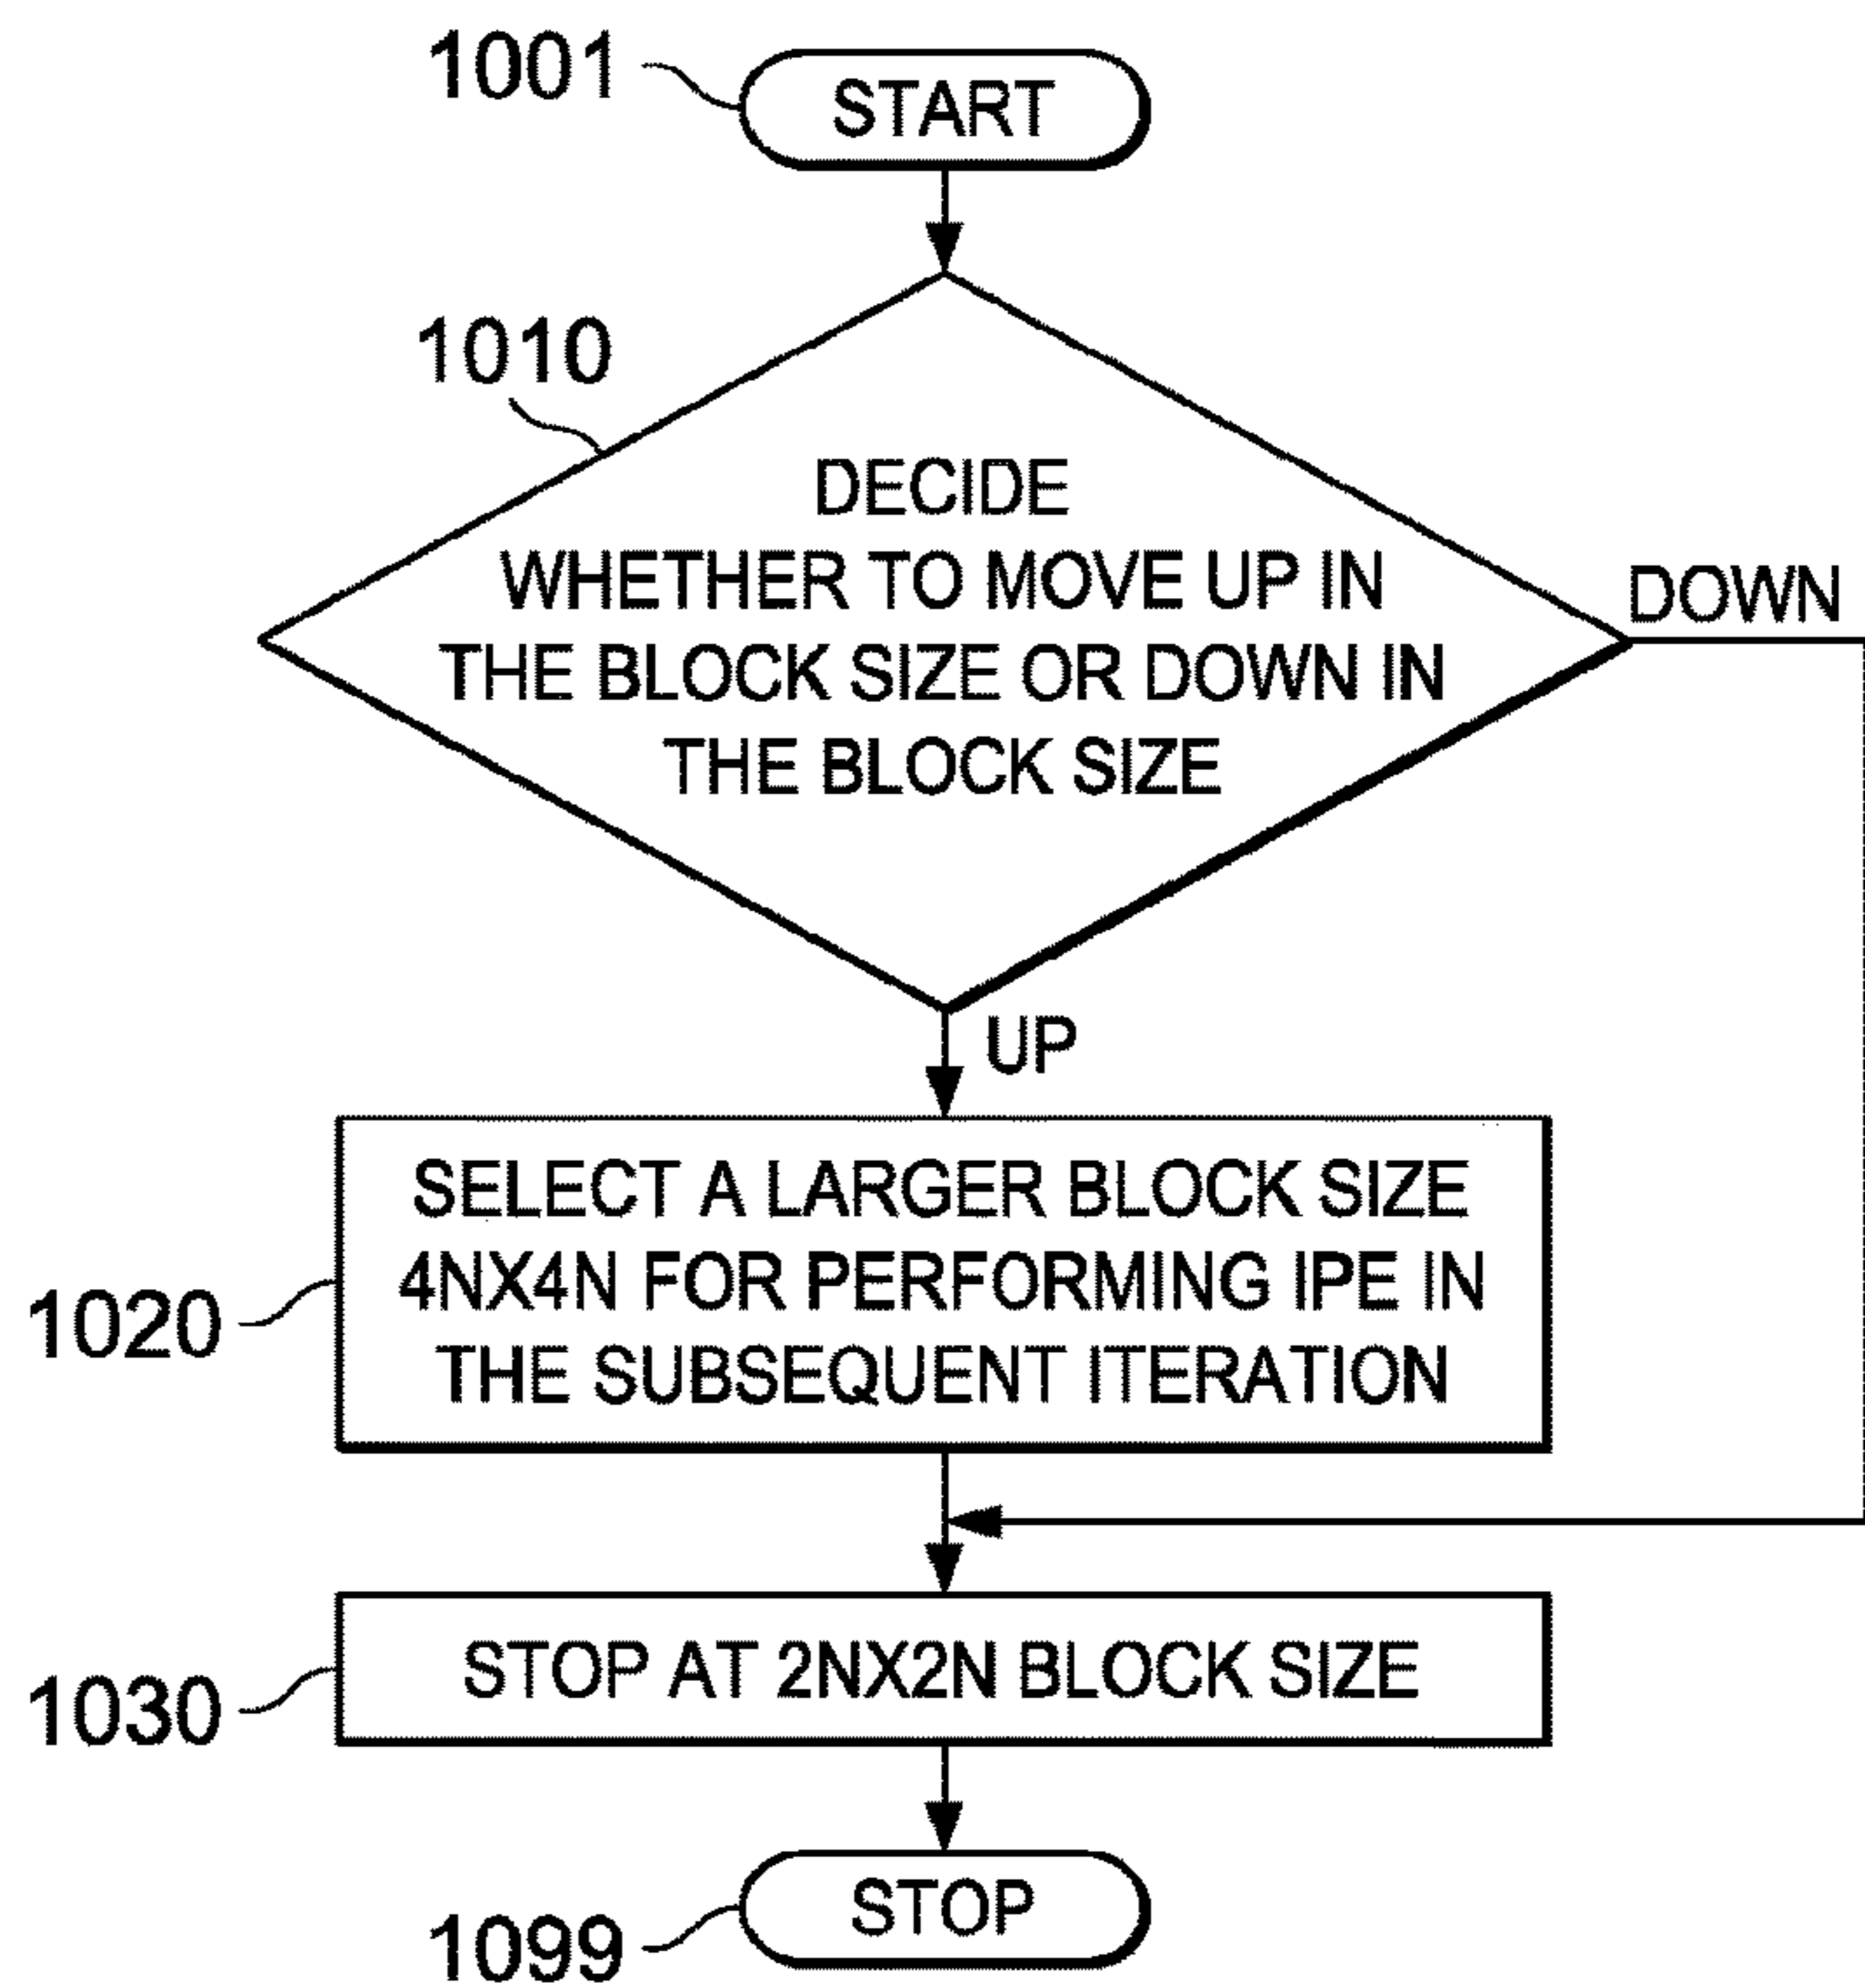 1001
START
1010
DECIDE
WHETHER TO MOVE UP IN
THE BLOCK SIZE OR DOWN IN
THE BLOCK SIZE
DOWN
UP
SELECT A LARGER BLOCK SIZE
4NX4N FOR PERFORMING IPE IN
THE SUBSEQUENT ITERATION
1020
STOP AT 2NX2N BLOCK SIZE
1030
STOP
1099